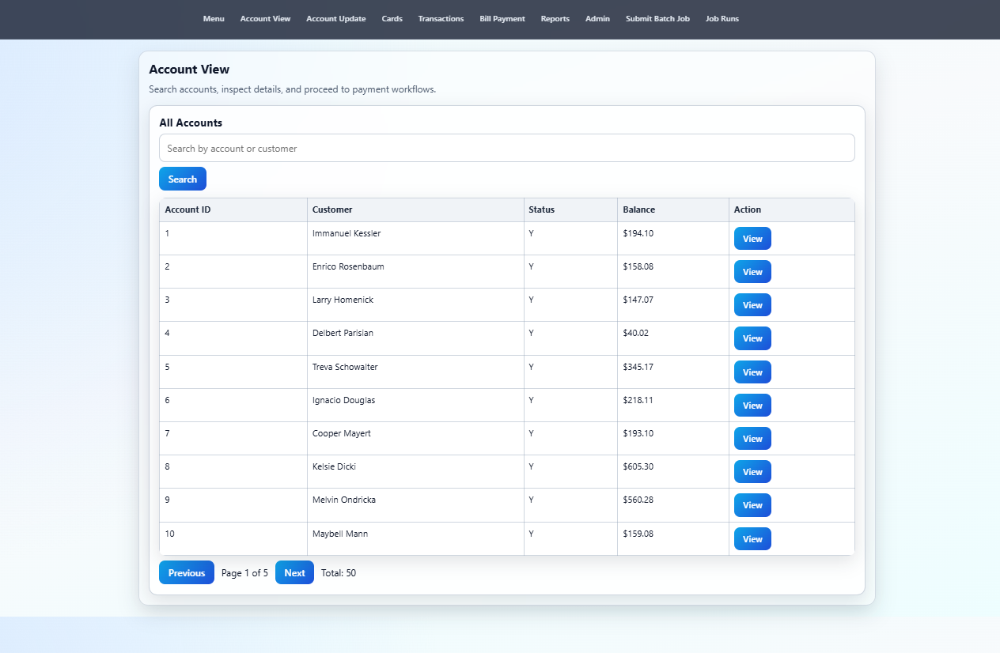 Menu Account View Account Update Cards Transactions Bill Payment Reports Admin Submit Batch Job Job Runs
Account View
Search accounts, inspect details, and proceed to payment workflows.
All Accounts
Search by account or customer
Search
Account ID Customer Status Balance Action
1 Immanuel Kessler Y $194.10 View
2 Enrico Rosenbaum Y $158.08 View
3 Larry Homenick Y $147.07 View
4 Delbert Parisian Y $40.02 View
5 Treva Schowalter Y $345.17 View
6 Ignacio Douglas Y $218.11 View
7 Cooper Mayert Y $193.10 View
8 Kelsie Dicki Y $605.30 View
9 Melvin Ondricka Y $560.28 View
10 Maybell Mann Y $159.08 View
Previous Page 1 of 5 Next Total: 50